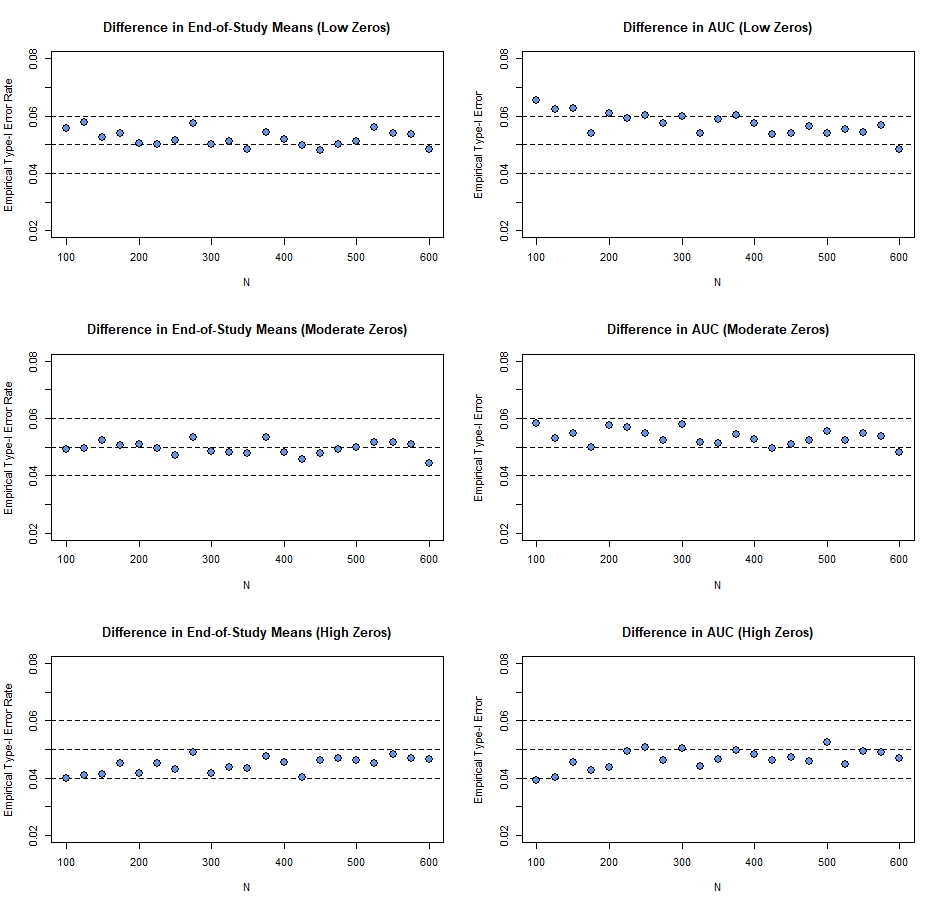 Difference in End-of-Study Means (Low Zeros)
Empirical Type-I Error Rate
0.08
0.06
0.04
0.02
100 200 300 400 500 600
N
Difference in AUC (Low Zeros)
Empirical Type-I Error
0.08
0.06
0.04
0.02
100 200 300 400 500 600
N
Difference in End-of-Study Means (Moderate Zeros)
Empirical Type-I Error Rate
0.08
0.06
0.04
0.02
100 200 300 400 500 600
N
Difference in AUC (Moderate Zeros)
Empirical Type-I Error
0.08
0.06
0.04
0.02
100 200 300 400 500 600
N
Difference in End-of-Study Means (High Zeros)
Empirical Type-I Error Rate
0.08
0.06
0.04
0.02
100 200 300 400 500 600
N
Difference in AUC (High Zeros)
Empirical Type-I Error
0.08
0.06
0.04
0.02
100 200 300 400 500 600
N